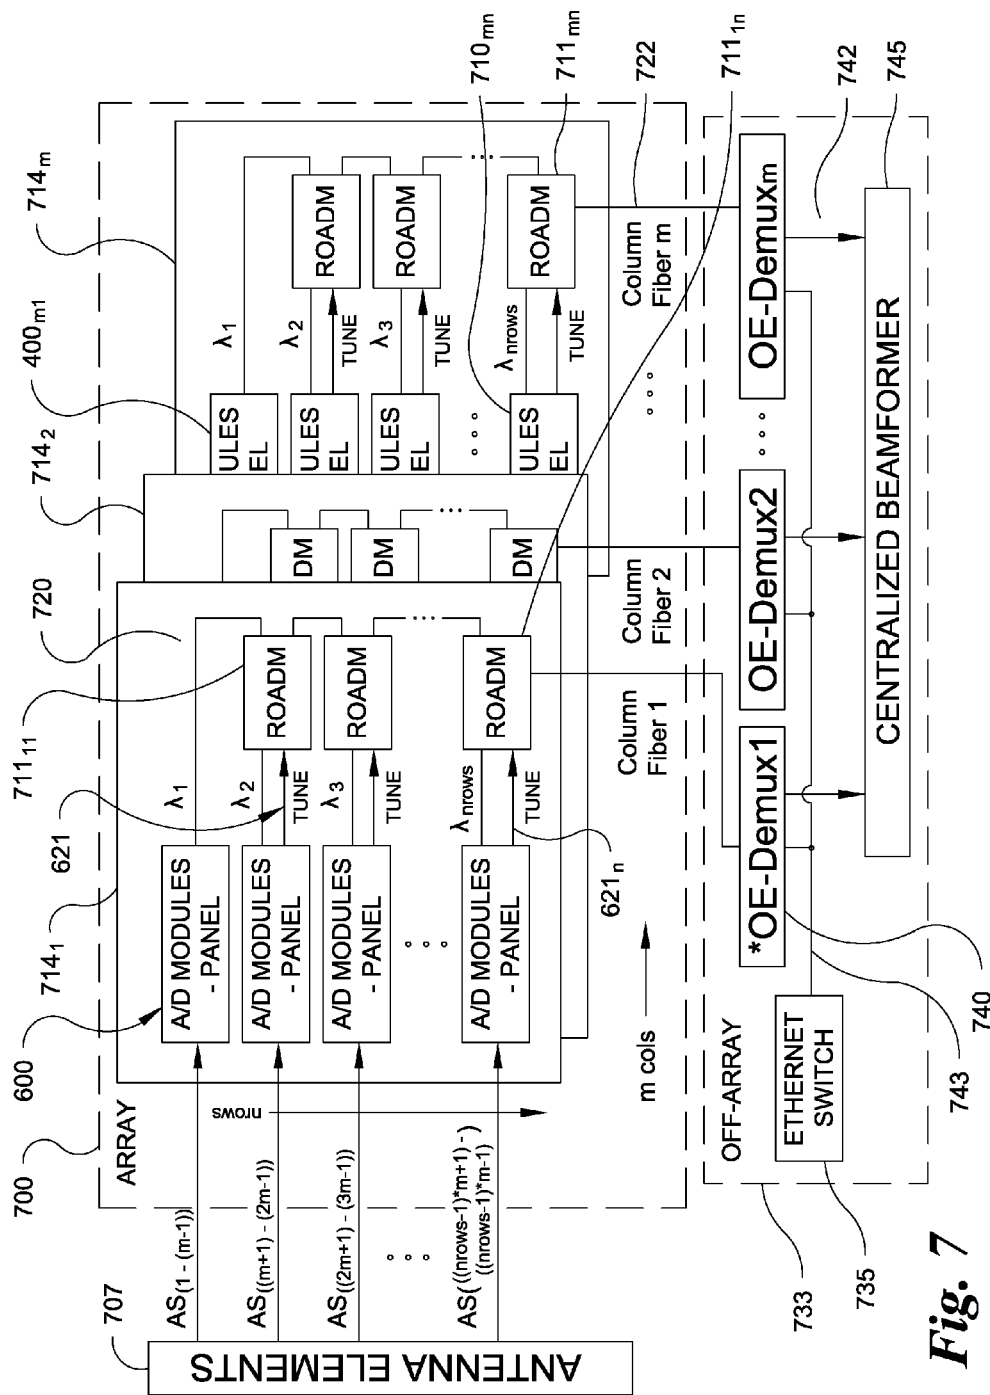 700
ARRAY
707
ANTENNA ELEMENTS
AS(1 - (m-1))
AS((m+1) - (2m-1))
AS((2m+1) - (3m-1))
AS(((nrows-1)*m+1) -
((nrows-1)*m-1))
nrows
m cols
714₁
600
621
711₁₁
720
A/D MODULES
- PANEL
λ₁
A/D MODULES
- PANEL
λ₂
TUNE
ROADM
A/D MODULES
- PANEL
λ₃
TUNE
ROADM
A/D MODULES
- PANEL
λnrows
TUNE
ROADM
621ₙ
714₂
DM
DM
DM
400m1
714ₘ
ULES
EL
λ₁
ULES
EL
λ₂
TUNE
ROADM
ULES
EL
λ₃
TUNE
ROADM
ULES
EL
λnrows
TUNE
ROADM
710mn
711mn
722
711₁ₙ
Column
Fiber 1
Column
Fiber 2
Column
Fiber m
OFF-ARRAY
ETHERNET
SWITCH
*OE-Demux1
OE-Demux2
OE-Demuxₘ
CENTRALIZED BEAMFORMER
733
735
743
740
742
745
Fig. 7